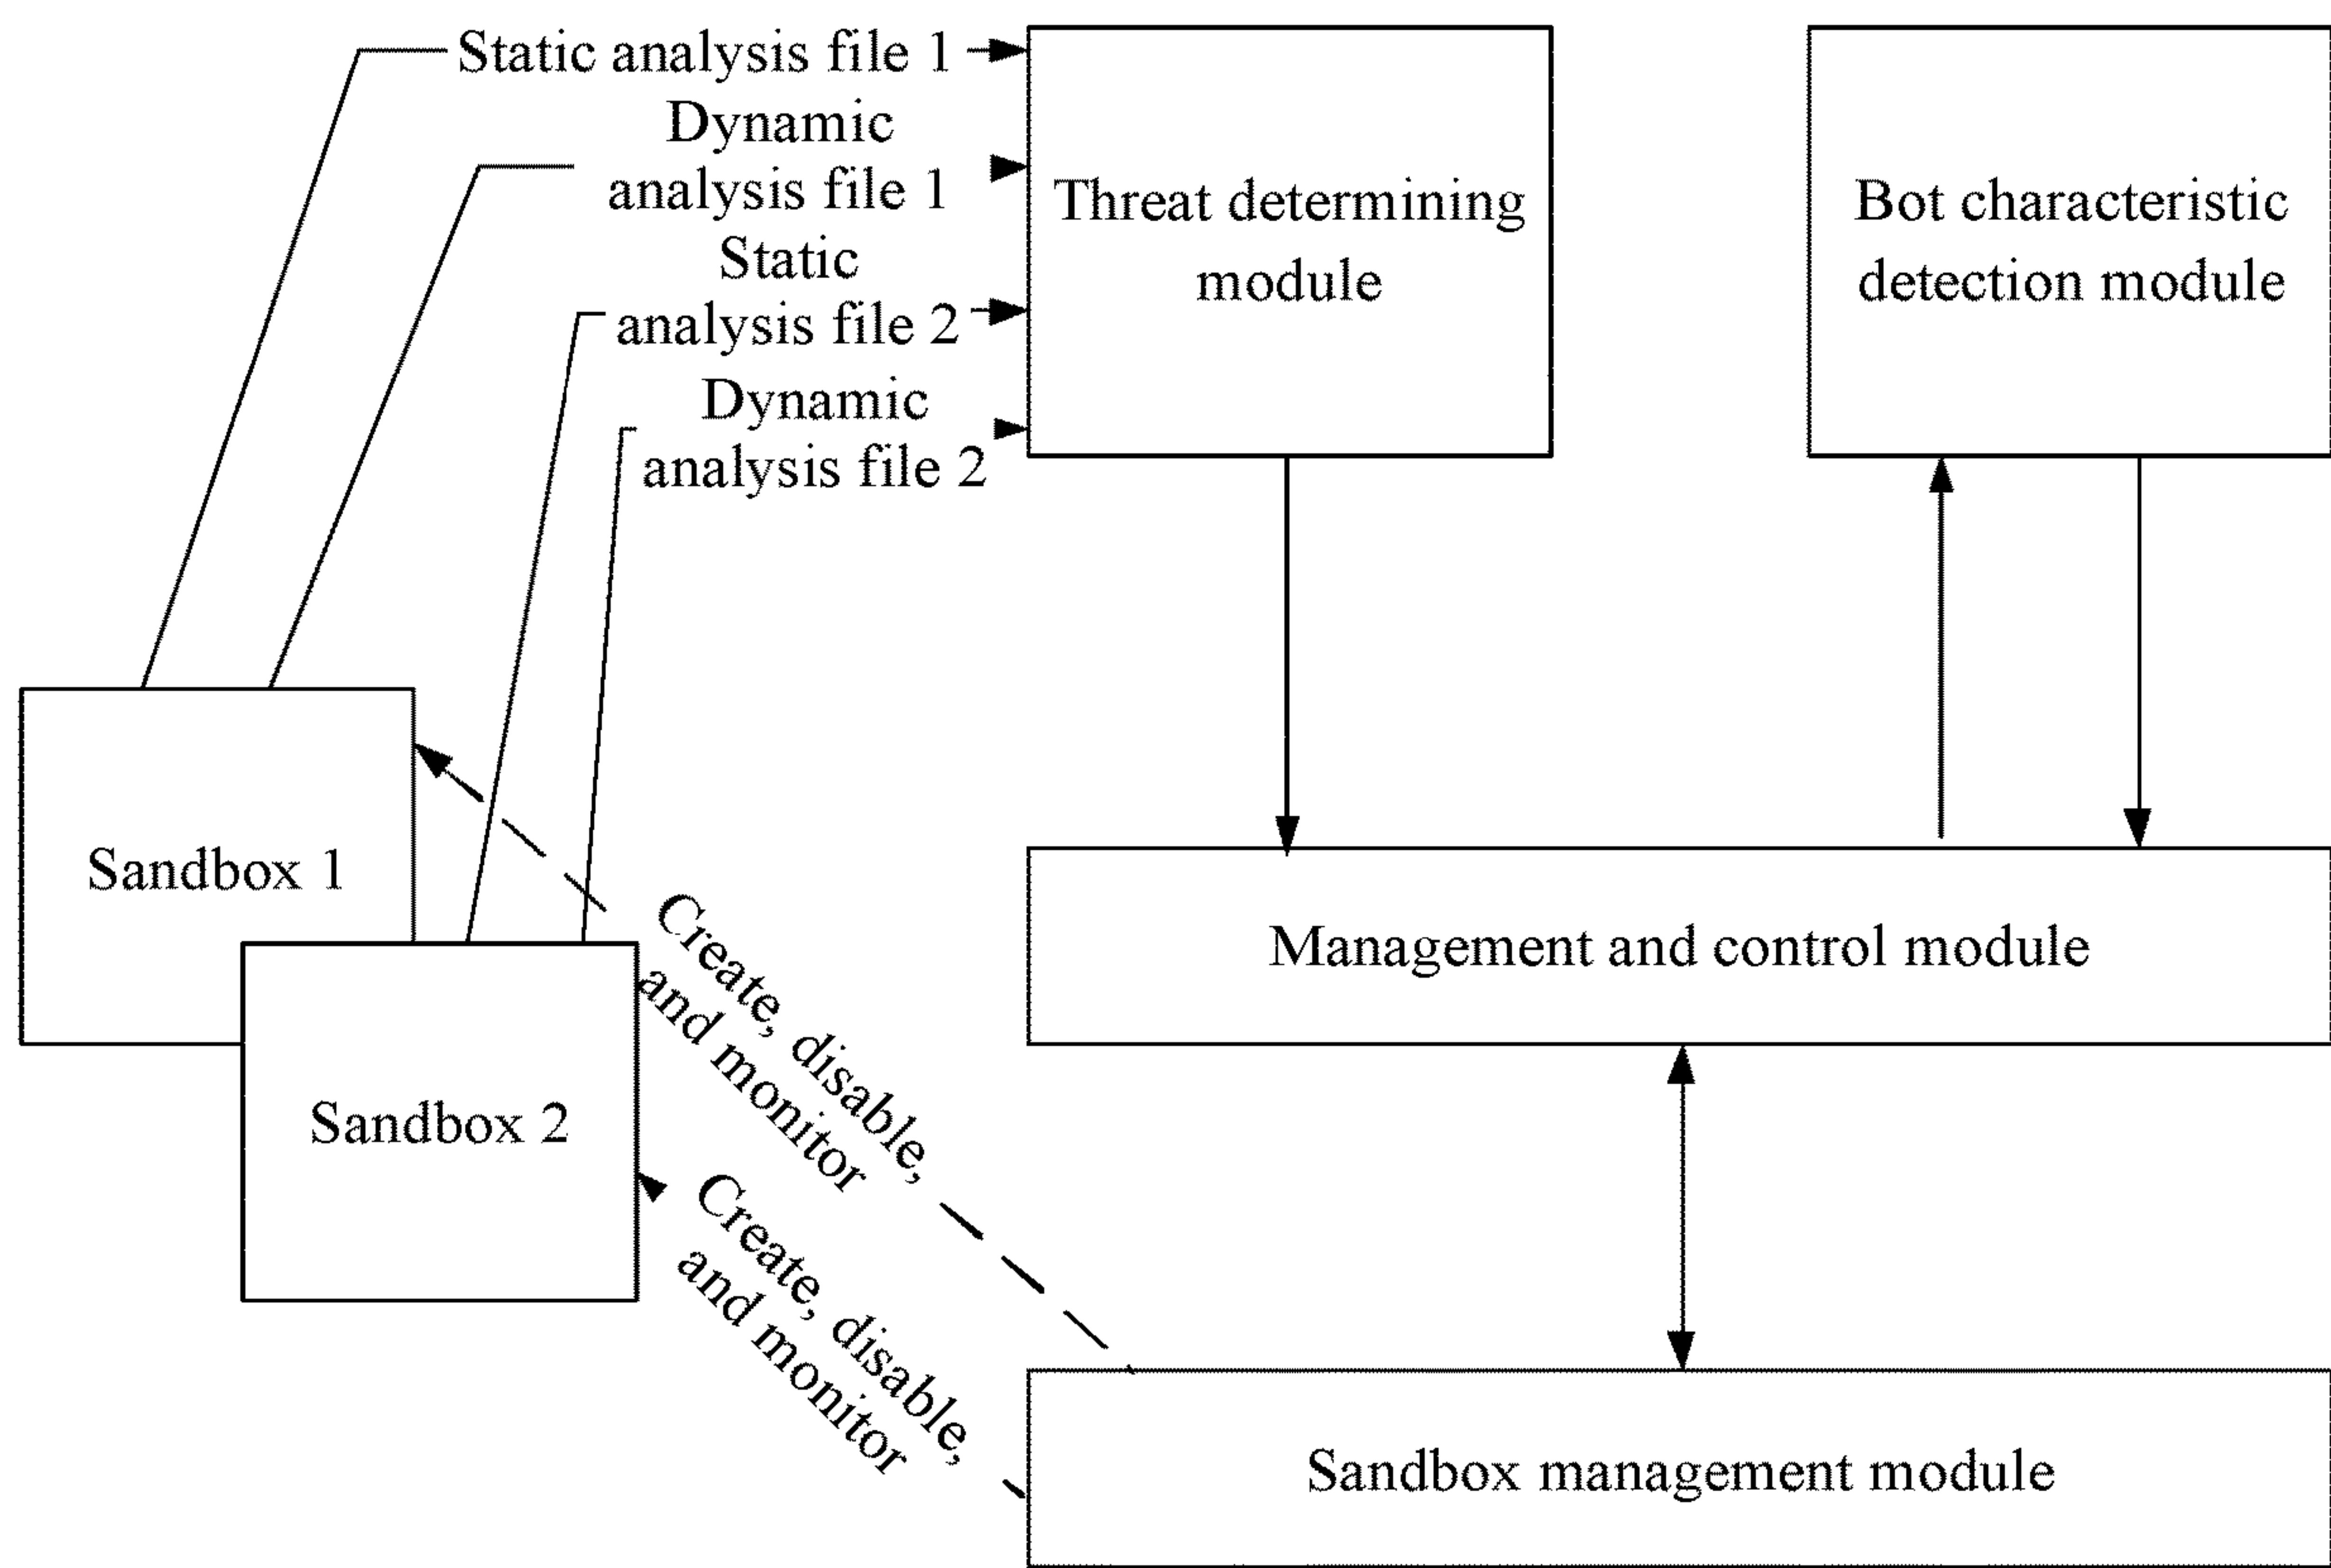 Static analysis file 1
Dynamic
analysis file 1
Static
analysis file 2
Dynamic
analysis file 2
Threat determining
module
Bot characteristic
detection module
Sandbox 1
Sandbox 2
Create, disable,
and monitor
Create, disable,
and monitor
Management and control module
Sandbox management module